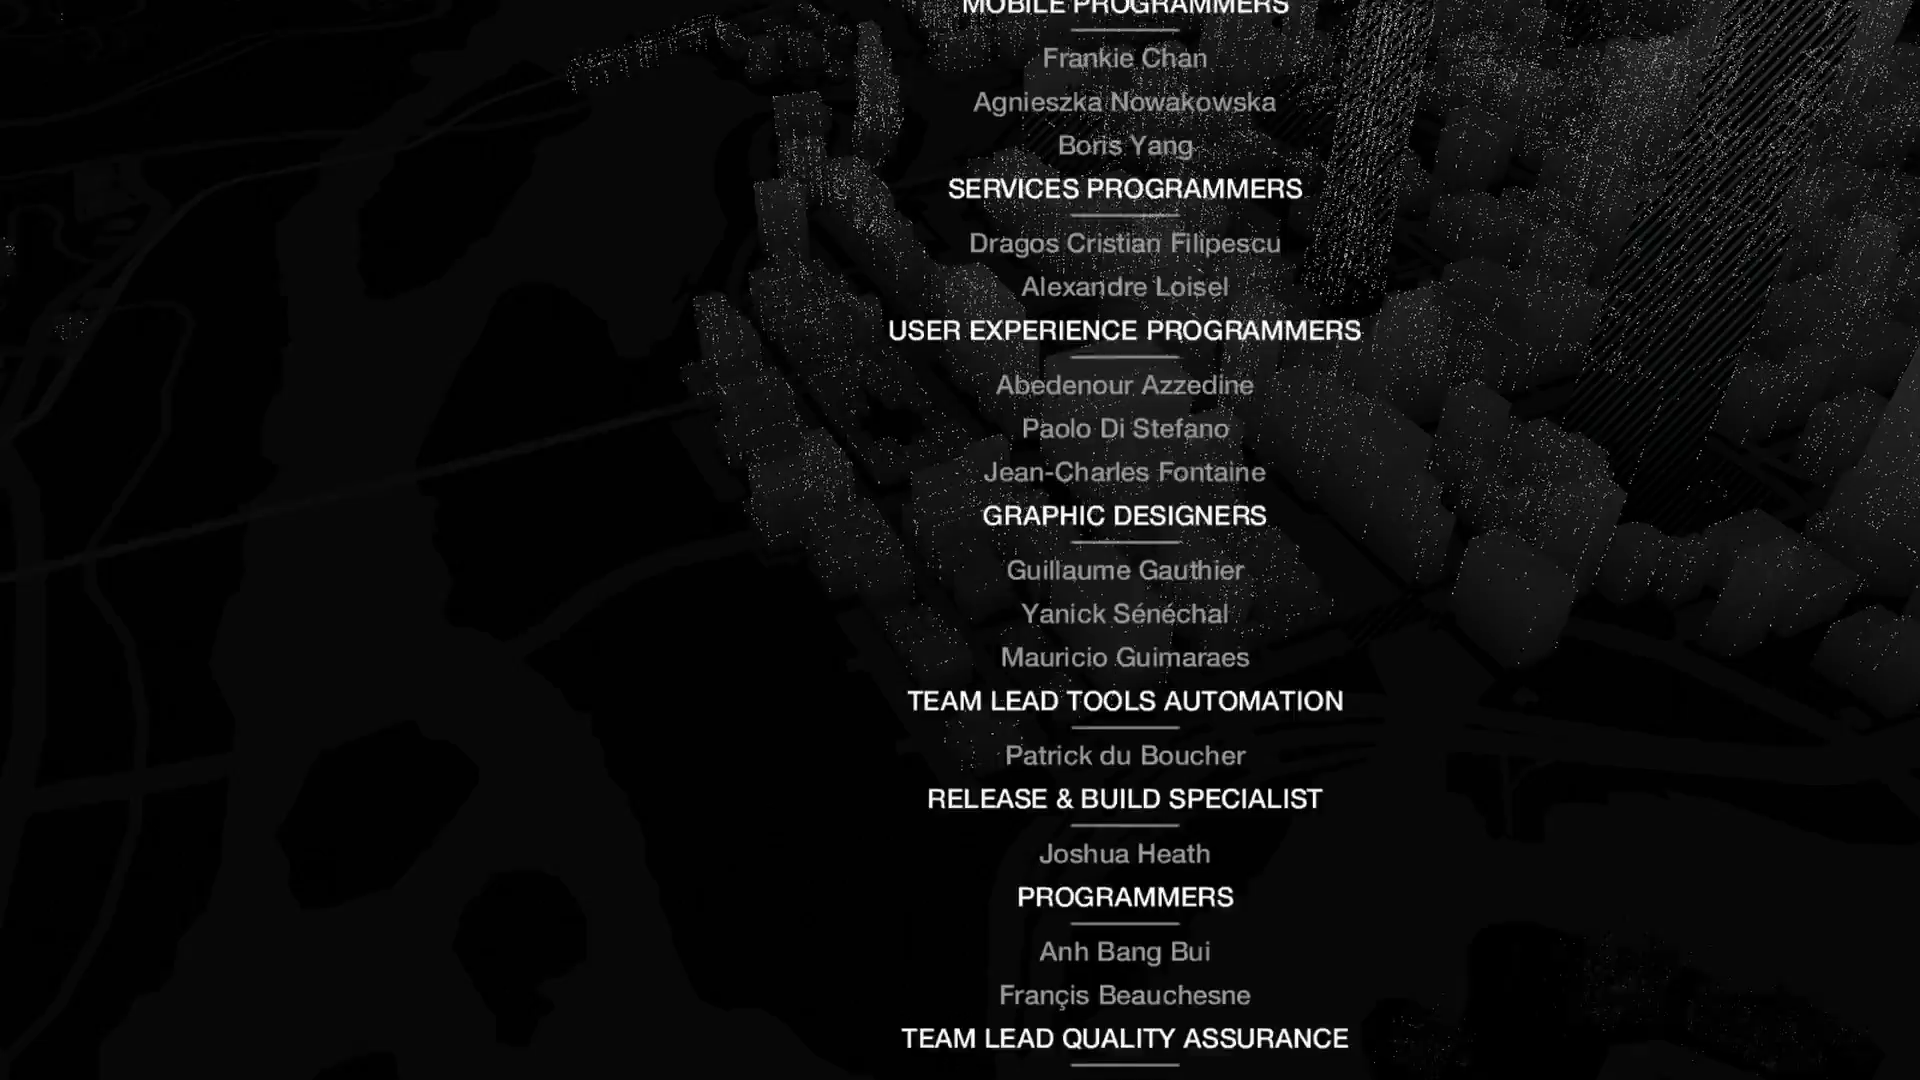 MOBILE PROGRAMMERS
Frankie Chan
Agnieszka Nowakowska
Boris Yang
SERVICES PROGRAMMERS
Dragos Cristian Filipescu
Alexandre Loisel
USER EXPERIENCE PROGRAMMERS
Abedenour Azzedine
Paolo Di Stefano
Jean-Charles Fontaine
GRAPHIC DESIGNERS
Guillaume Gauthier
Yanick Sénéchal
Mauricio Guimaraes
TEAM LEAD TOOLS AUTOMATION
Patrick du Boucher
RELEASE & BUILD SPECIALIST
Joshua Heath
PROGRAMMERS
Anh Bang Bui
Françis Beauchesne
TEAM LEAD QUALITY ASSURANCE